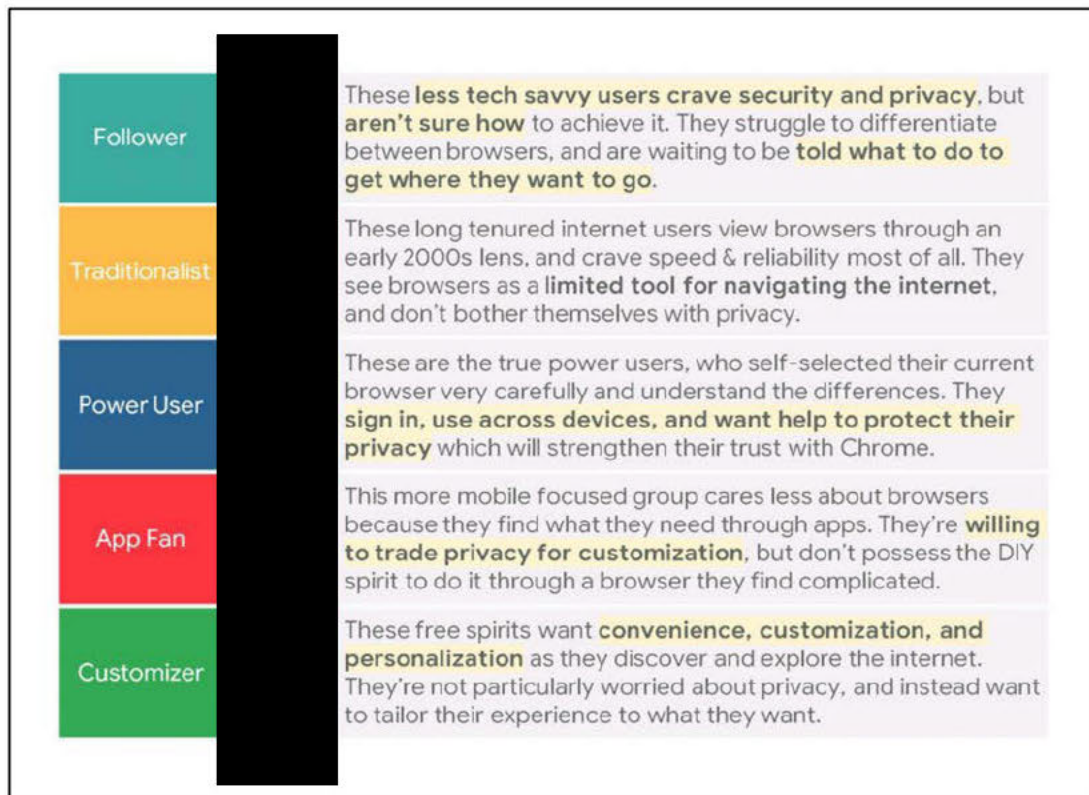 Follower
These less tech savvy users crave security and privacy, but
aren't sure how to achieve it. They struggle to differentiate
between browsers, and are waiting to be told what to do to
get where they want to go.
Traditionalist
These long tenured internet users view browsers through an
early 2000s lens, and crave speed & reliability most of all. They
see browsers as a limited tool for navigating the internet,
and don't bother themselves with privacy.
Power User
These are the true power users, who self-selected their current
browser very carefully and understand the differences. They
sign in, use across devices, and want help to protect their
privacy which will strengthen their trust with Chrome.
App Fan
This more mobile focused group cares less about browsers
because they find what they need through apps. They're willing
to trade privacy for customization, but don't possess the DIY
spirit to do it through a browser they find complicated.
Customizer
These free spirits want convenience, customization, and
personalization as they discover and explore the internet.
They're not particularly worried about privacy, and instead want
to tailor their experience to what they want.